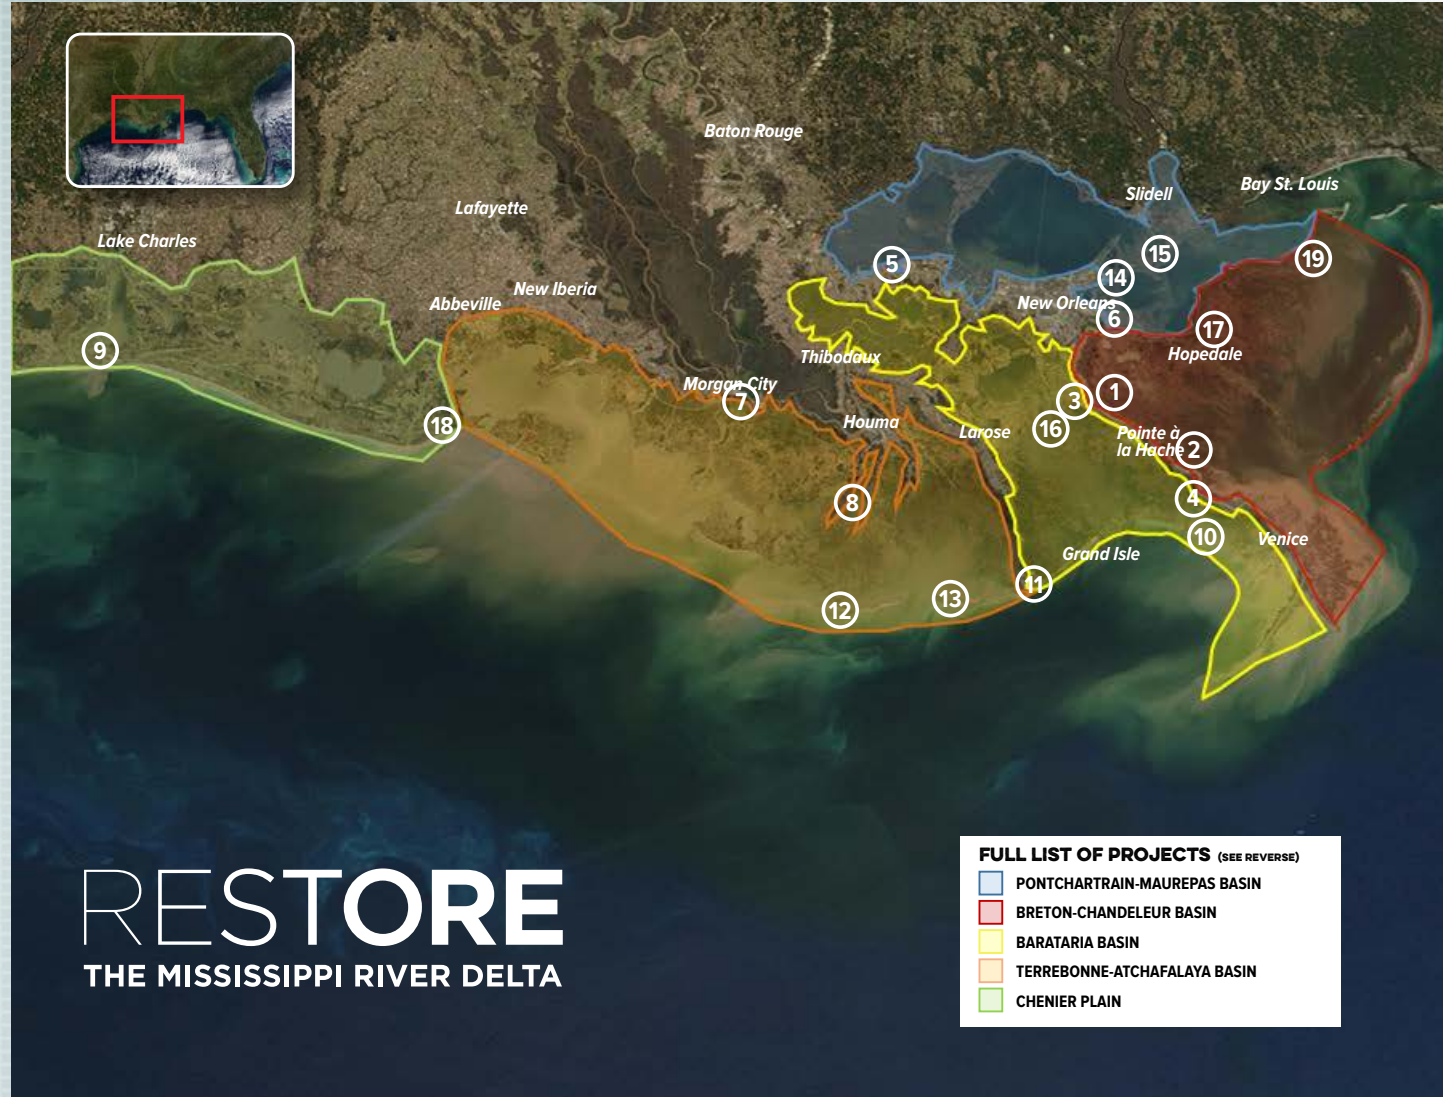 Baton Rouge
Bay St. Louis
Slidell
Lafayette
Lake Charles
15
19
5
14
New Orleans
New Iberia
Abbeville
6
17
9
Hopedale
Thibodaux
Morgan City
7
3
1
18
Houma
16
Larose
Pointe à
la Hache
2
4
8
10
Venice
Grand Isle
11
13
12
RESTORE
THE MISSISSIPPI RIVER DELTA
FULL LIST OF PROJECTS (SEE REVERSE)
PONTCHARTRAIN-MAUREPAS BASIN
BRETON-CHANDELEUR BASIN
BARATARIA BASIN
TERREBONNE-ATCHAFALAYA BASIN
CHENIER PLAIN